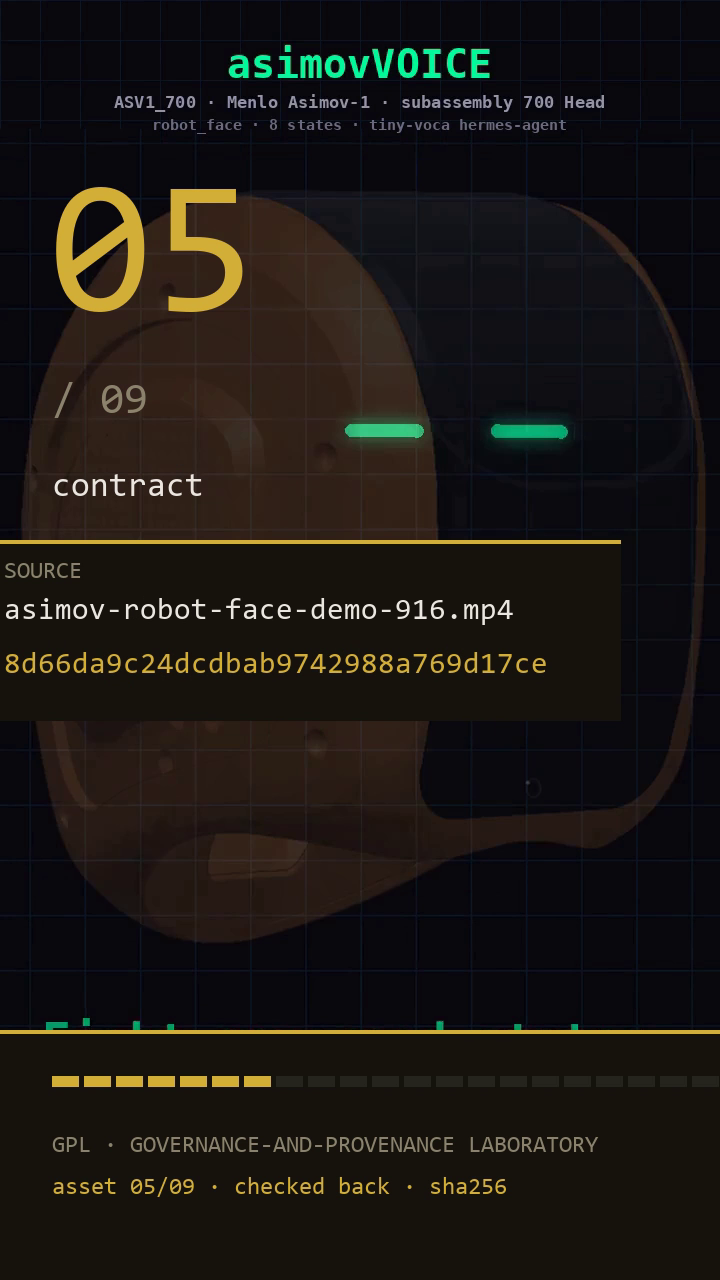 asimovVOICE
ASV1_700 · Menlo Asimov-1 · subassembly 700 Head
robot_face · 8 states · tiny-voca hermes-agent
05
/ 09
contract
SOURCE
asimov-robot-face-demo-916.mp4
8d66da9c24dcdbab9742988a769d17ce
GPL · GOVERNANCE-AND-PROVENANCE LABORATORY
asset 05/09 · checked back · sha256